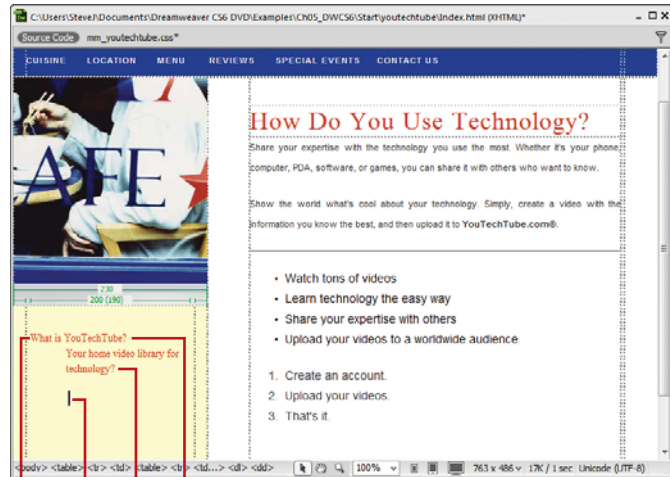 C:\Users\SteveJ\Documents\Dreamweaver CS6 DVD\Examples\Ch05_DWCS6\Start\youtechtube\index.html (XHTML)*
Source Code mm_youtechtube.css*
CUISINE LOCATION MENU REVIEWS SPECIAL EVENTS CONTACT US
AFE
How Do You Use Technology?
Share your expertise with the technology you use the most. Whether it's your phone,
computer, PDA, software, or games, you can share it with others who want to know.
Show the world what's cool about your technology. Simply, create a video with the
information you know the best, and then upload it to YouTechTube.com®.
• Watch tons of videos
• Learn technology the easy way
• Share your expertise with others
• Upload your videos to a worldwide audience
1. Create an account.
2. Upload your videos.
3. That's it.
230
200 (190)
What is YouTechTube?
Your home video library for
technology?
<body> <table> <tr> <td> <table> <tr> <td...> <dl> <dd>
100%
763 x 486 17K / 1 sec Unicode (UTF-8)